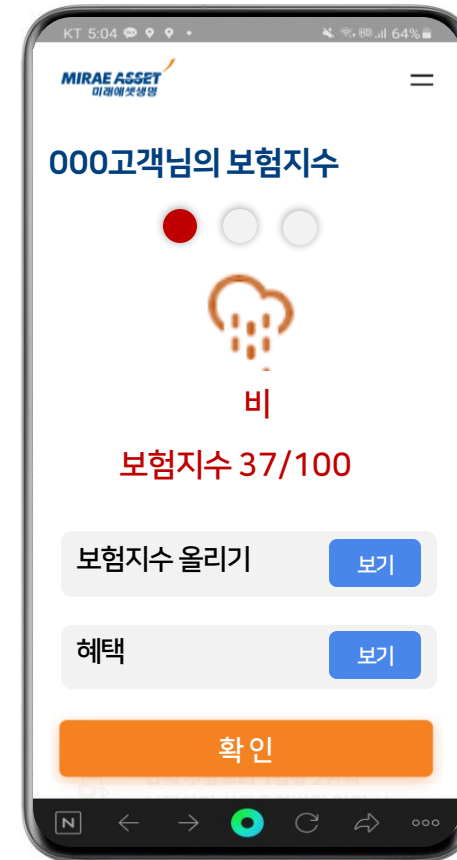 KT 5:04 64%
MIRAE ASSET
미래에셋생명
000고객님의 보험지수
비
보험지수 37/100
보험지수 올리기 보기
혜택 보기
확인
N